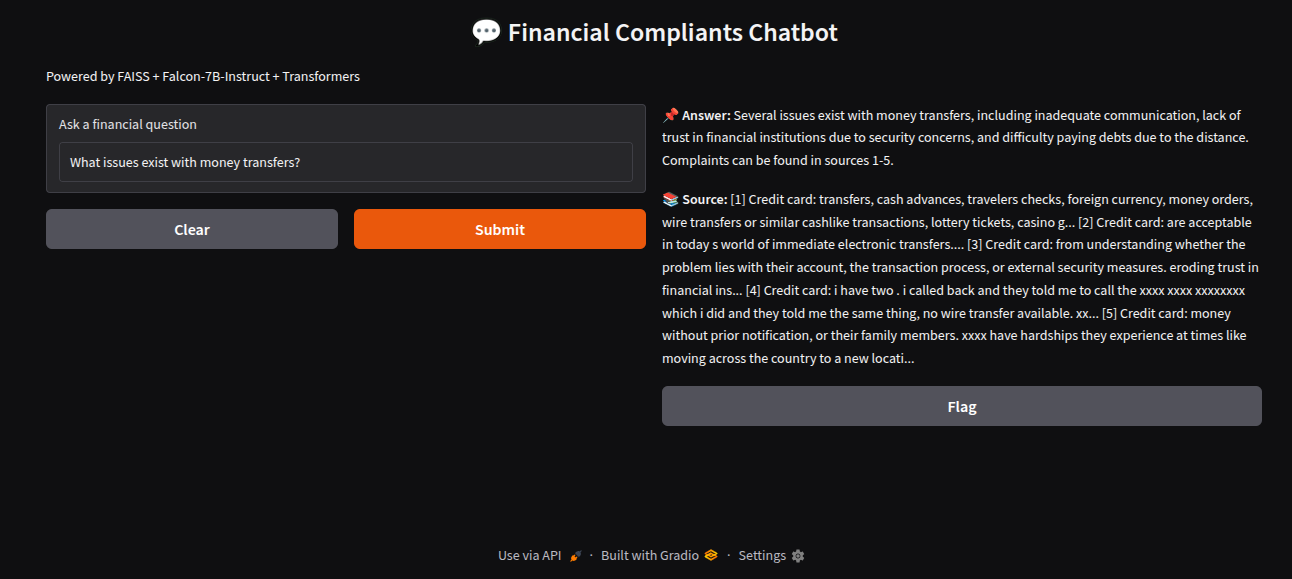 💬 Financial Compliants Chatbot
Powered by FAISS + Falcon-7B-Instruct + Transformers
Ask a financial question
What issues exist with money transfers?
Clear
Submit
📌 Answer: Several issues exist with money transfers, including inadequate communication, lack of
trust in financial institutions due to security concerns, and difficulty paying debts due to the distance.
Complaints can be found in sources 1-5.
📚 Source: [1] Credit card: transfers, cash advances, travelers checks, foreign currency, money orders,
wire transfers or similar cashlike transactions, lottery tickets, casino g... [2] Credit card: are acceptable
in today s world of immediate electronic transfers.... [3] Credit card: from understanding whether the
problem lies with their account, the transaction process, or external security measures. eroding trust in
financial ins... [4] Credit card: i have two . i called back and they told me to call the xxxx xxxx xxxxxxxx
which i did and they told me the same thing, no wire transfer available. xx... [5] Credit card: money
without prior notification, or their family members. xxxx have hardships they experience at times like
moving across the country to a new locati...
Flag
Use via API 🚀 · Built with Gradio · Settings ⚙️